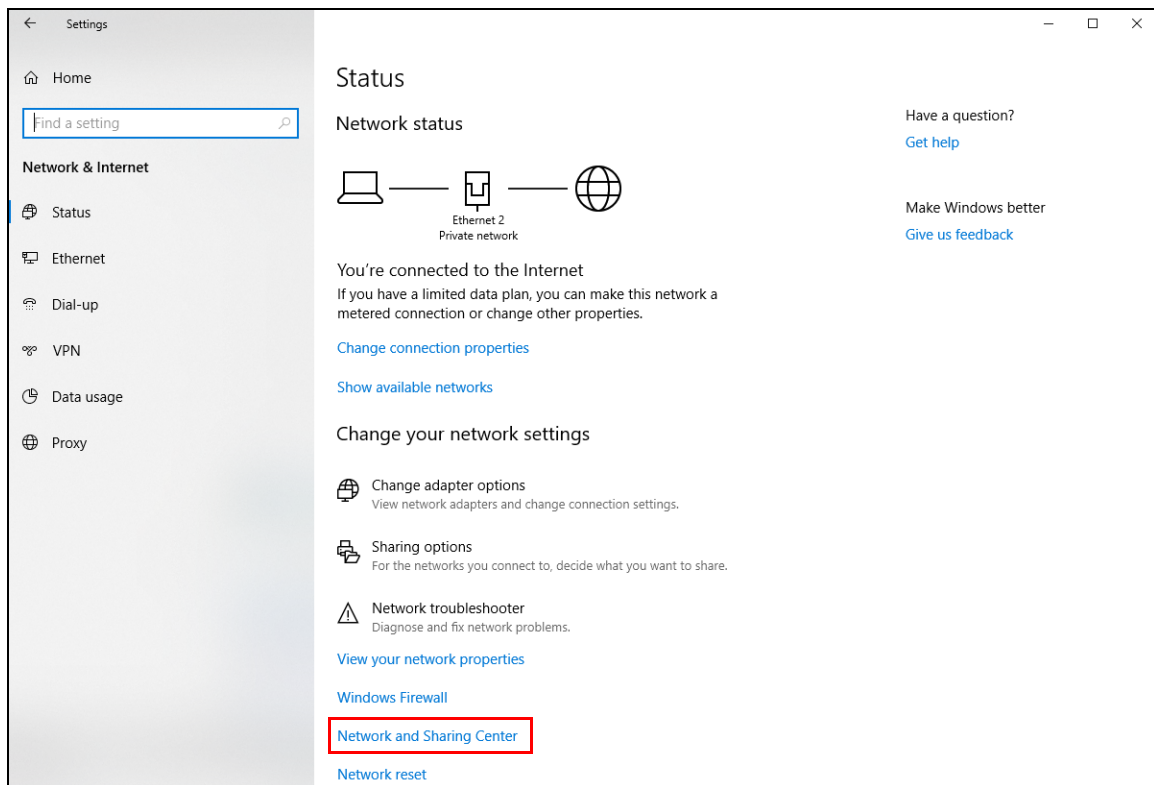 Settings
Home
Find a setting
Network & Internet
Status
Ethernet
Dial-up
VPN
Data usage
Proxy
Status
Network status
Ethernet 2
Private network
You're connected to the Internet
If you have a limited data plan, you can make this network a
metered connection or change other properties.
Change connection properties
Show available networks
Change your network settings
Change adapter options
View network adapters and change connection settings.
Sharing options
For the networks you connect to, decide what you want to share.
Network troubleshooter
Diagnose and fix network problems.
View your network properties
Windows Firewall
Network and Sharing Center
Network reset
Have a question?
Get help
Make Windows better
Give us feedback